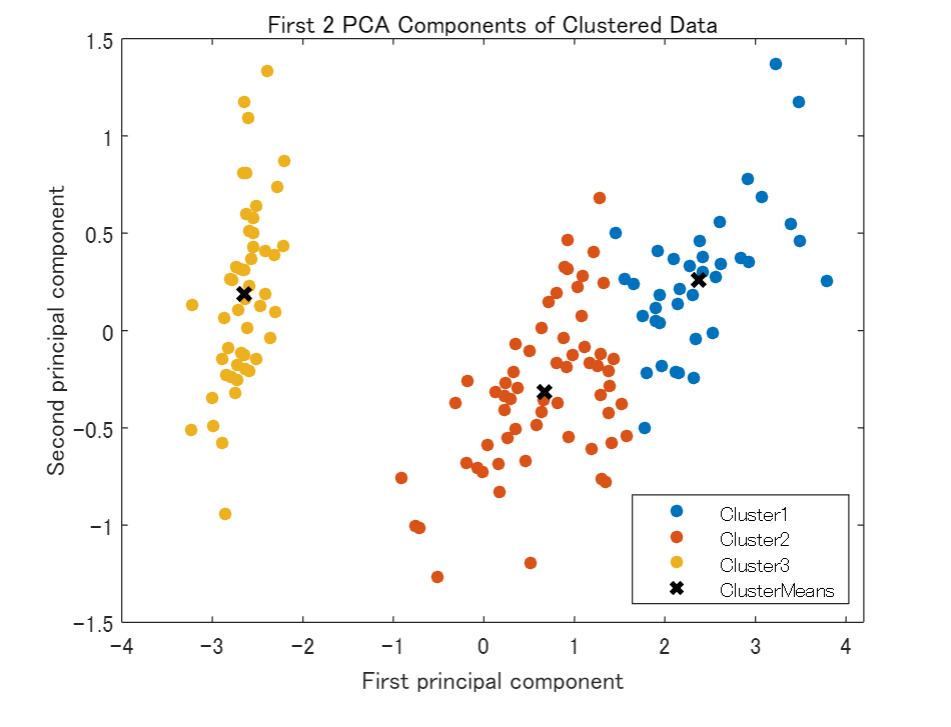 First 2 PCA Components of Clustered Data
1.5
1
0.5
0
-0.5
-1
-1.5
-4 -3 -2 -1 0 1 2 3 4
Second principal component
First principal component
Cluster1
Cluster2
Cluster3
ClusterMeans